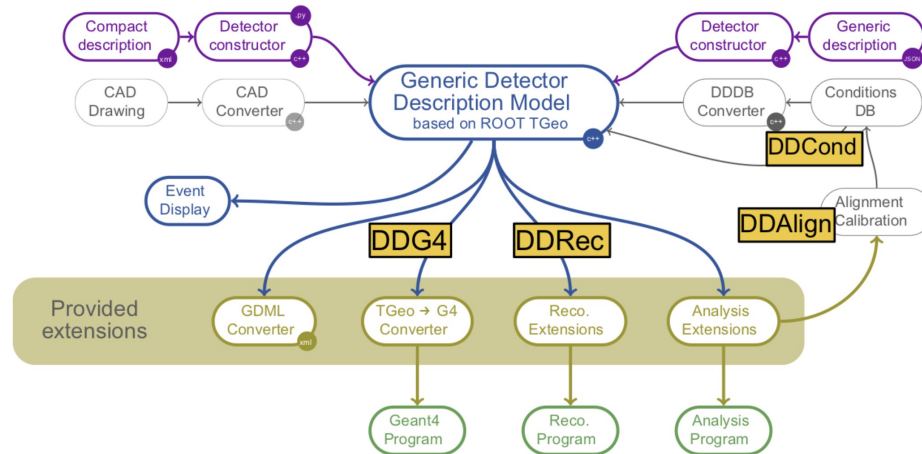 Compact
description
xml
Detector
constructor
.py
c++
Detector
constructor
c++
Generic
description
JSON
CAD
Drawing
CAD
Converter
c++
Generic Detector
Description Model
based on ROOT TGeo
c++
DDDB
Converter
c++
Conditions
DB
DDCond
Event
Display
DDAlign
Alignment
Calibration
DDG4
DDRec
Provided
extensions
GDML
Converter
xml
TGeo → G4
Converter
Reco.
Extensions
Analysis
Extensions
Geant4
Program
Reco.
Program
Analysis
Program